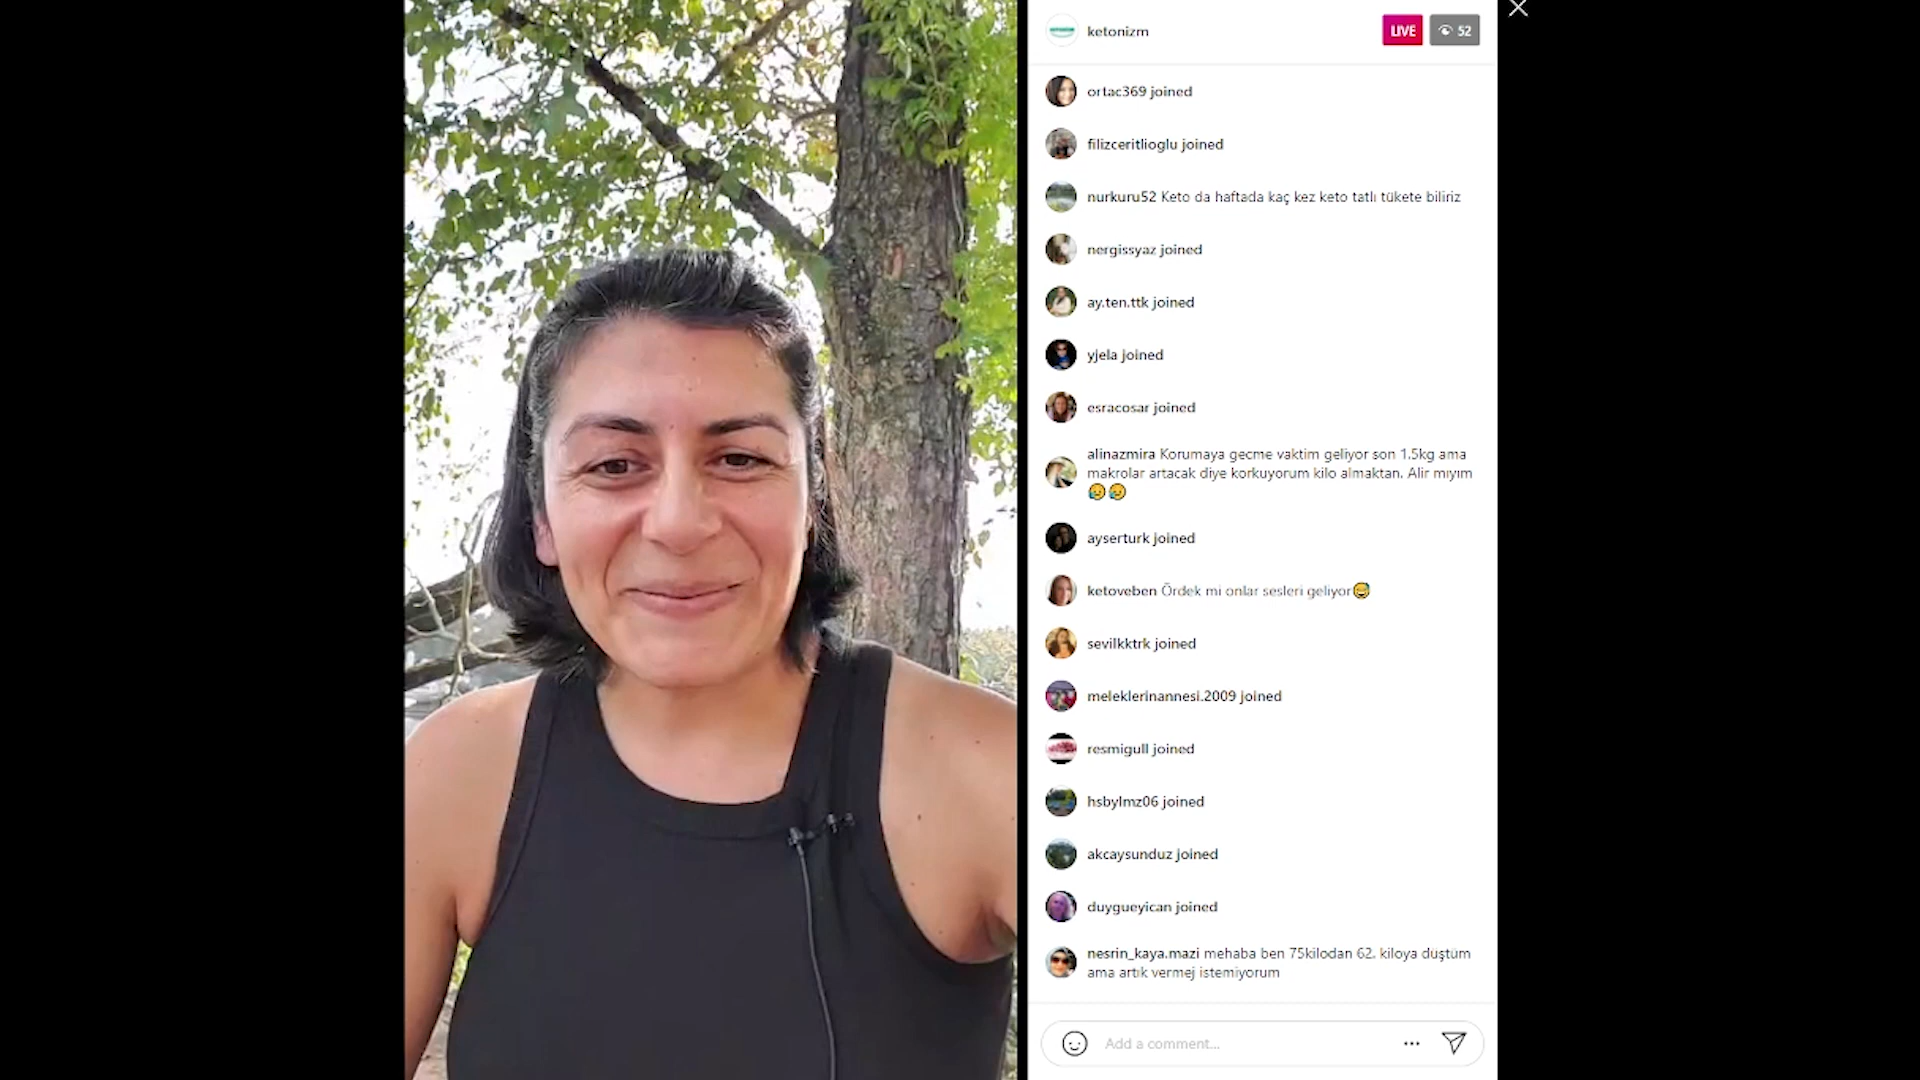 ketonizm
LIVE
52
ortac369 joined
filizceritlioglu joined
nurkuru52 Keto da haftada kaç kez keto tatlı tükete biliriz
nergissyaz joined
ay.ten.ttk joined
yjela joined
esracosar joined
alinazmira Korumaya gecme vaktim geliyor son 1.5kg ama
makrolar artacak diye korkuyorum kilo almaktan. Alir mıyım
😥😥
ayserturk joined
ketoveben Ördek mi onlar sesleri geliyor😅
sevilkktrk joined
meleklerinannesi.2009 joined
resmigull joined
hsbylmz06 joined
akcaysunduz joined
duygueyican joined
nesrin_kaya.mazi mehaba ben 75kilodan 62. kiloya düştüm
ama artık vermej istemiyorum
Add a comment...